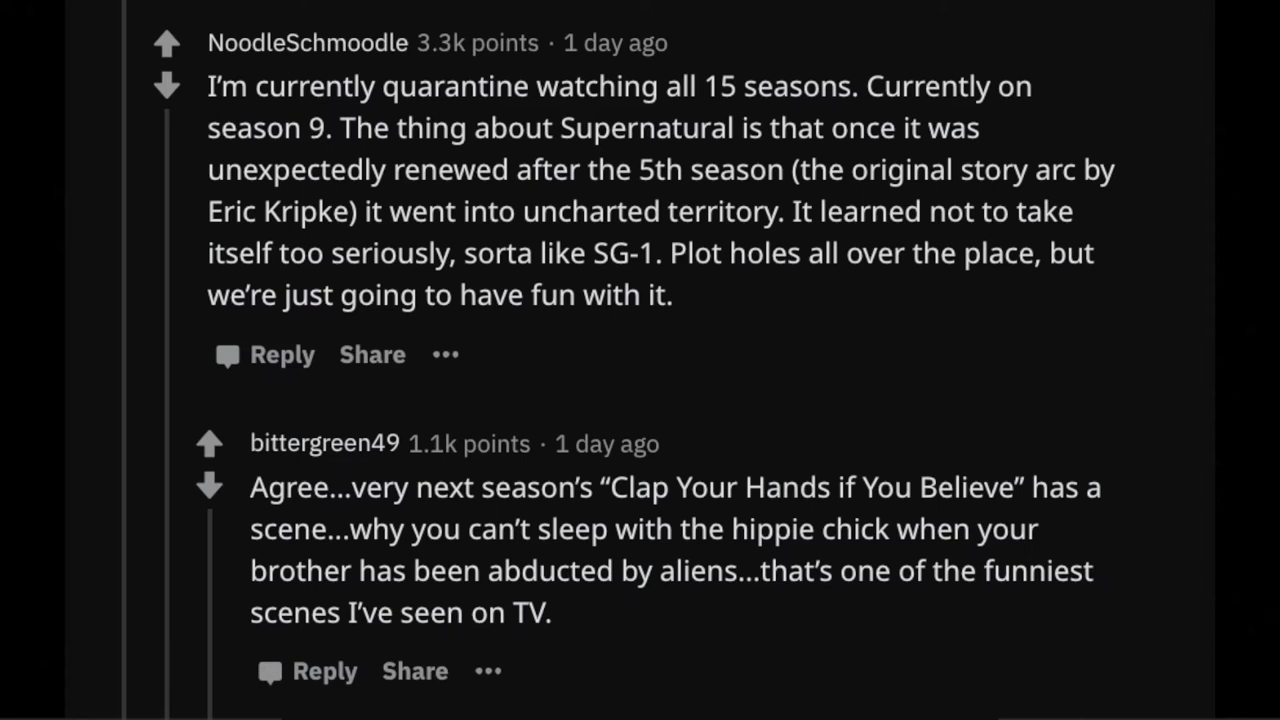 NoodleSchmoodle 3.3k points · 1 day ago
I’m currently quarantine watching all 15 seasons. Currently on
season 9. The thing about Supernatural is that once it was
unexpectedly renewed after the 5th season (the original story arc by
Eric Kripke) it went into uncharted territory. It learned not to take
itself too seriously, sorta like SG-1. Plot holes all over the place, but
we’re just going to have fun with it.
Reply Share •••
bittergreen49 1.1k points · 1 day ago
Agree...very next season’s “Clap Your Hands if You Believe” has a
scene...why you can’t sleep with the hippie chick when your
brother has been abducted by aliens...that’s one of the funniest
scenes I’ve seen on TV.
Reply Share •••